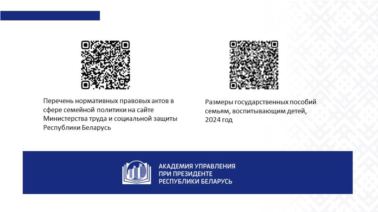 Перечень нормативных правовых актов в
сфере семейной политики на сайте
Министерства труда и социальной защиты
Республики Беларусь
Размеры государственных пособий
семьям, воспитывающим детей,
2024 год
АКАДЕМИЯ УПРАВЛЕНИЯ
ПРИ ПРЕЗИДЕНТЕ
РЕСПУБЛИКИ БЕЛАРУСЬ